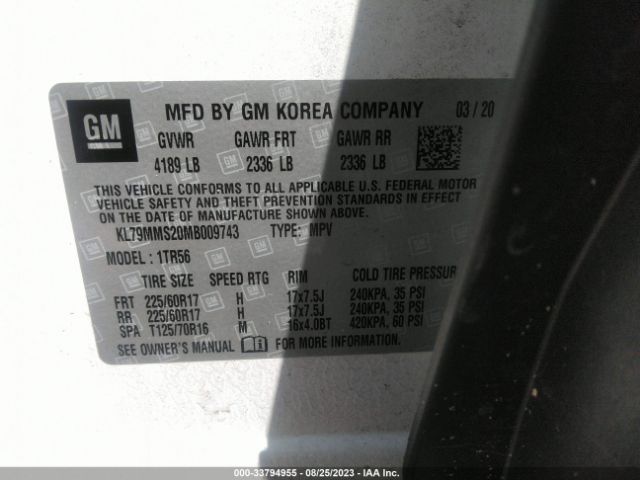 GM MFD BY GM KOREA COMPANY 03/20
GVWR GAWR FRT GAWR RR
4189 LB 2336 LB 2336 LB
THIS VEHICLE CONFORMS TO ALL APPLICABLE U.S. FEDERAL MOTOR
VEHICLE SAFETY AND THEFT PREVENTION STANDARDS IN EFFECT
ON THE DATE OF MANUFACTURE SHOWN ABOVE.
KL79MMS20MB009743 TYPE: MPV
MODEL: 1TR56
TIRE SIZE SPEED RTG RIM COLD TIRE PRESSUR
FRT 225/60R17 H 17x7.5J 240KPA, 35 PSI
RR 225/60R17 H 17x7.5J 240KPA, 35 PSI
SPA T125/70R16 M 16x4.0BT 420KPA, 60 PSI
SEE OWNER'S MANUAL FOR MORE INFORMATION.
000-33794955 - 08/25/2023 - IAA Inc.